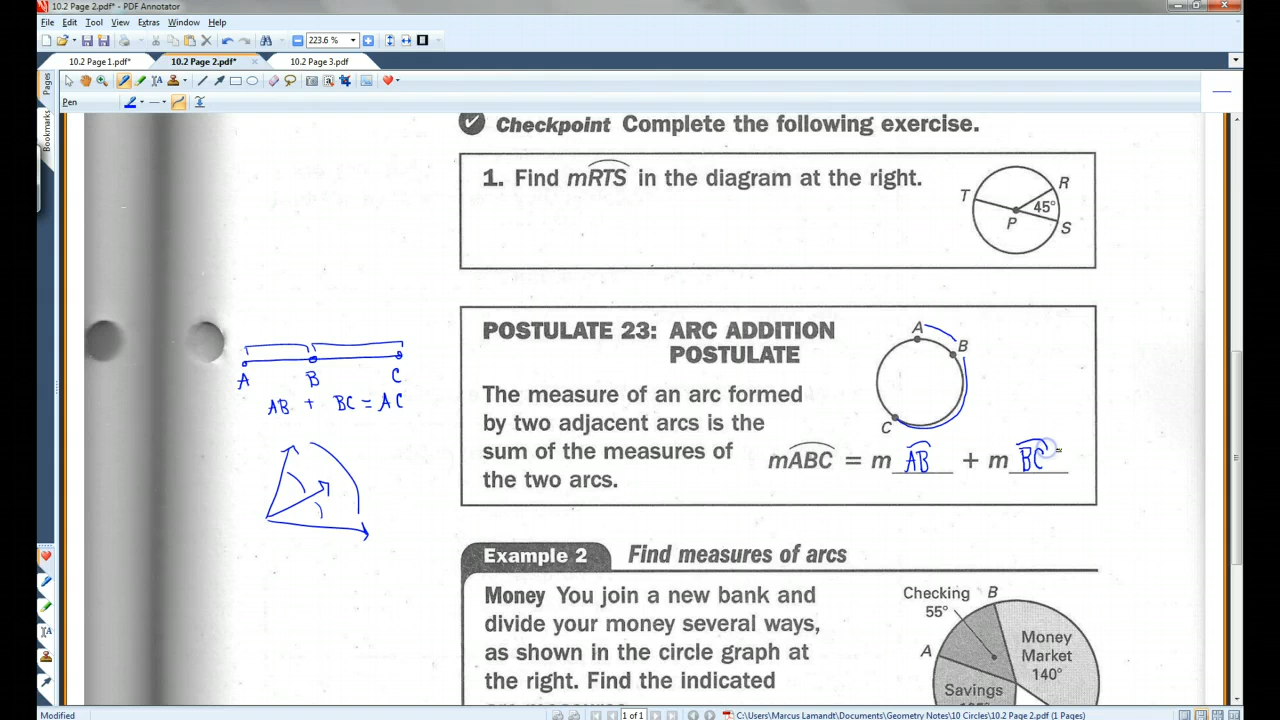 10.2 Page 2.pdf* - PDF Annotator
File Edit Tool View Extras Window Help
223.6 %
10.2 Page 1.pdf* 10.2 Page 2.pdf* 10.2 Page 3.pdf
Pen
Pages
Bookmarks
Checkpoint Complete the following exercise.
1. Find mRTS in the diagram at the right.
T R 45° P S
POSTULATE 23: ARC ADDITION
POSTULATE
The measure of an arc formed
by two adjacent arcs is the
sum of the measures of
the two arcs.
A B C
mABC = m AB + m BC
A B C
AB + BC = AC
Example 2 Find measures of arcs
Money You join a new bank and
divide your money several ways,
as shown in the circle graph at
the right. Find the indicated
Checking
55°
B
A
Money
Market
140°
Savings
Modified
1 of 1
C:\Users\Marcus Lamandt\Documents\Geometry Notes\10 Circles\10.2 Page 2.pdf (1 Pages)